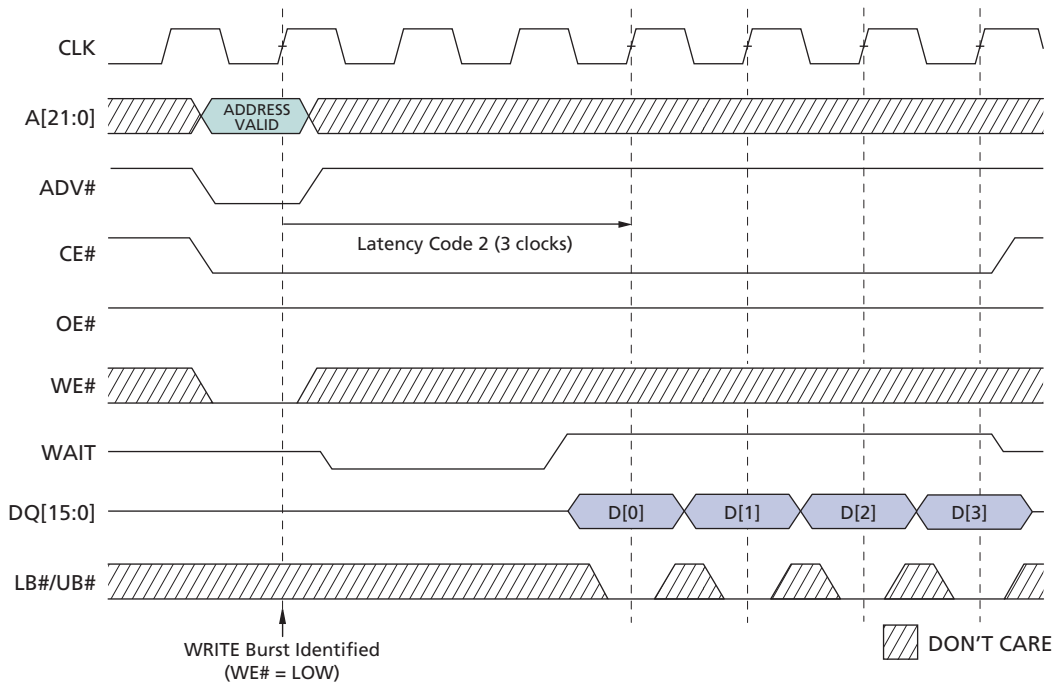 CLK
A[21:0]
ADDRESS
VALID
ADV#
Latency Code 2 (3 clocks)
CE#
OE#
WE#
WAIT
DQ[15:0]
D[0]
D[1]
D[2]
D[3]
LB#/UB#
WRITE Burst Identified
(WE# = LOW)
DON'T CARE